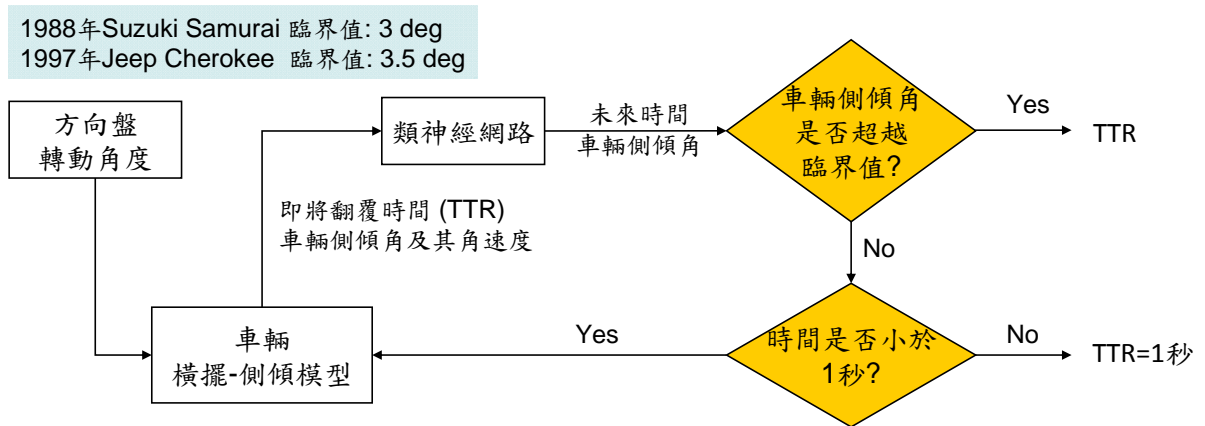 1988年Suzuki Samurai 臨界值: 3 deg
1997年Jeep Cherokee 臨界值: 3.5 deg
方向盤
轉動角度
類神經網路
未來時間
車輛側傾角
車輛側傾角
是否超越
臨界值?
Yes
TTR
即將翻覆時間 (TTR)
車輛側傾角及其角速度
No
車輛
橫擺-側傾模型
Yes
時間是否小於
1秒?
No
TTR=1秒